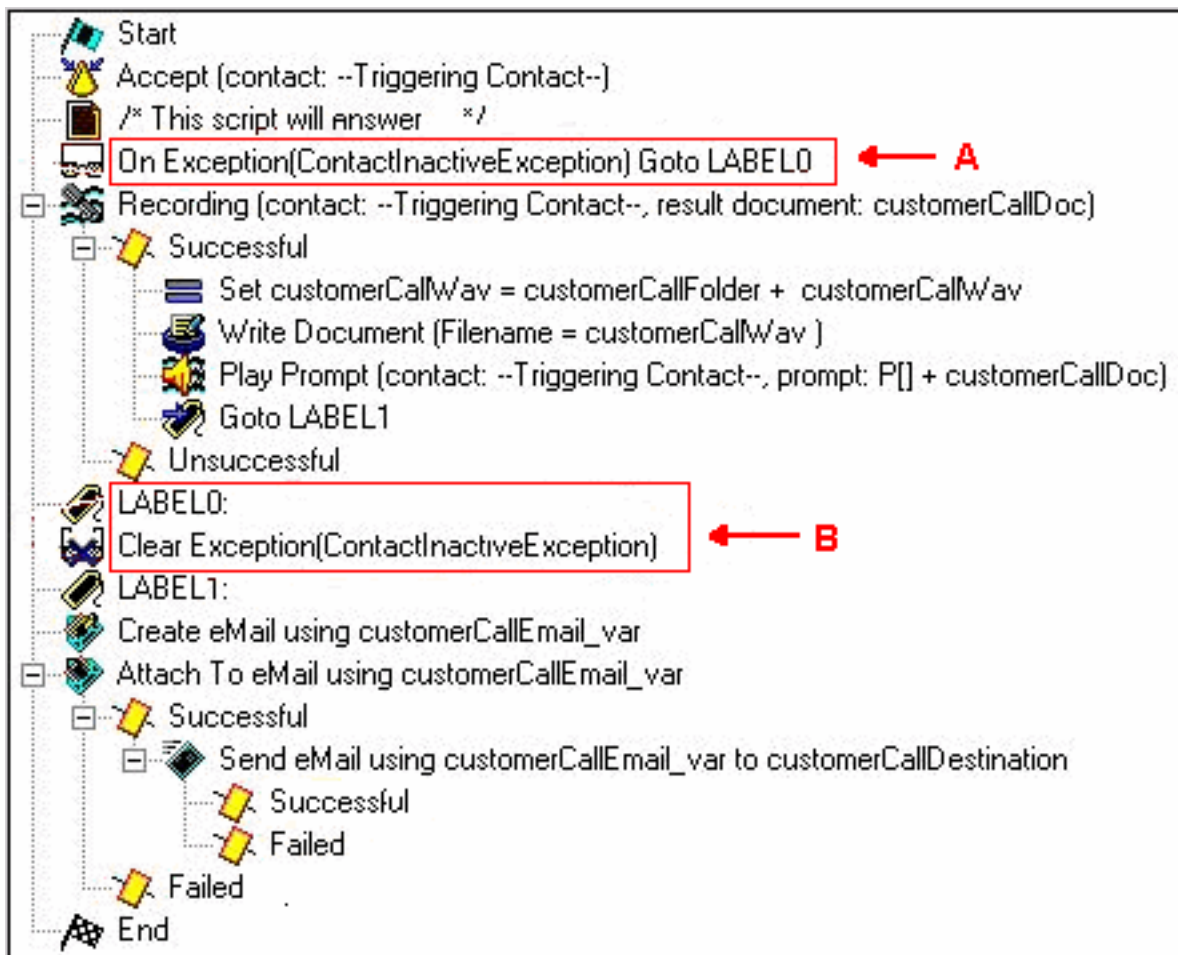 Start
Accept (contact: --Triggering Contact--)
/* This script will answer */
On Exception(ContactInactiveException) Goto LABEL0
A
Recording (contact: --Triggering Contact--, result document: customerCallDoc)
Successful
Set customerCallWav = customerCallFolder + customerCallWav
Write Document (Filename = customerCallWav )
Play Prompt (contact: --Triggering Contact--, prompt: P[] + customerCallDoc)
Goto LABEL1
Unsuccessful
LABEL0:
Clear Exception(ContactInactiveException)
B
LABEL1:
Create eMail using customerCallEmail_var
Attach To eMail using customerCallEmail_var
Successful
Send eMail using customerCallEmail_var to customerCallDestination
Successful
Failed
Failed
End